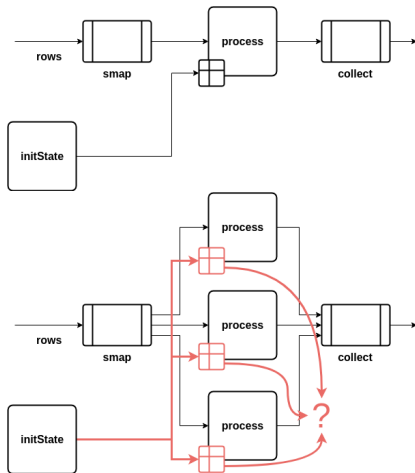 process
rows
smap
collect
initState
process
process
rows
smap
collect
process
?
initState